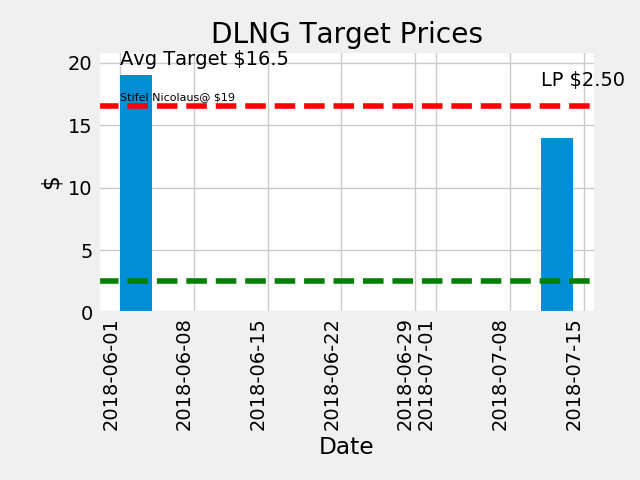 DLNG Target Prices
Avg Target $16.5
LP $2.50
Stifel Nicolaus@ $19
20
15
10
5
0
$
2018-06-01
2018-06-08
2018-06-15
2018-06-22
2018-06-29
2018-07-01
2018-07-08
2018-07-15
Date